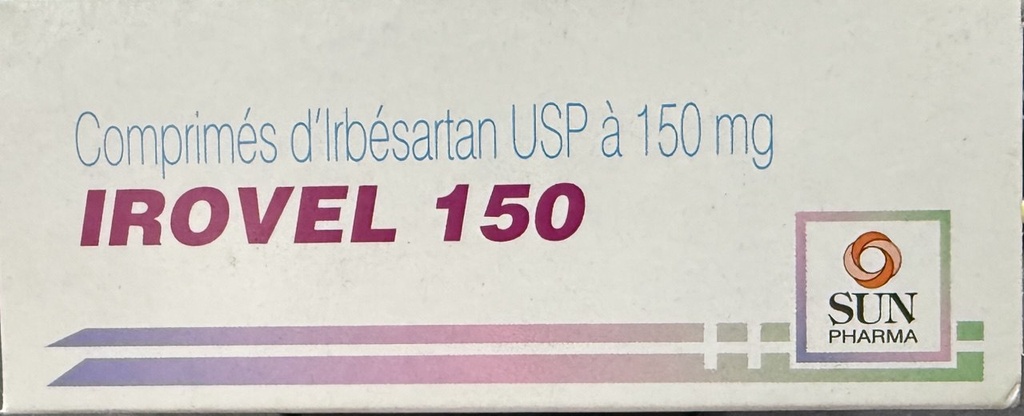 Comprimés d'Irbésartan USP à 150 mg
IROVEL 150
SUN
PHARMA